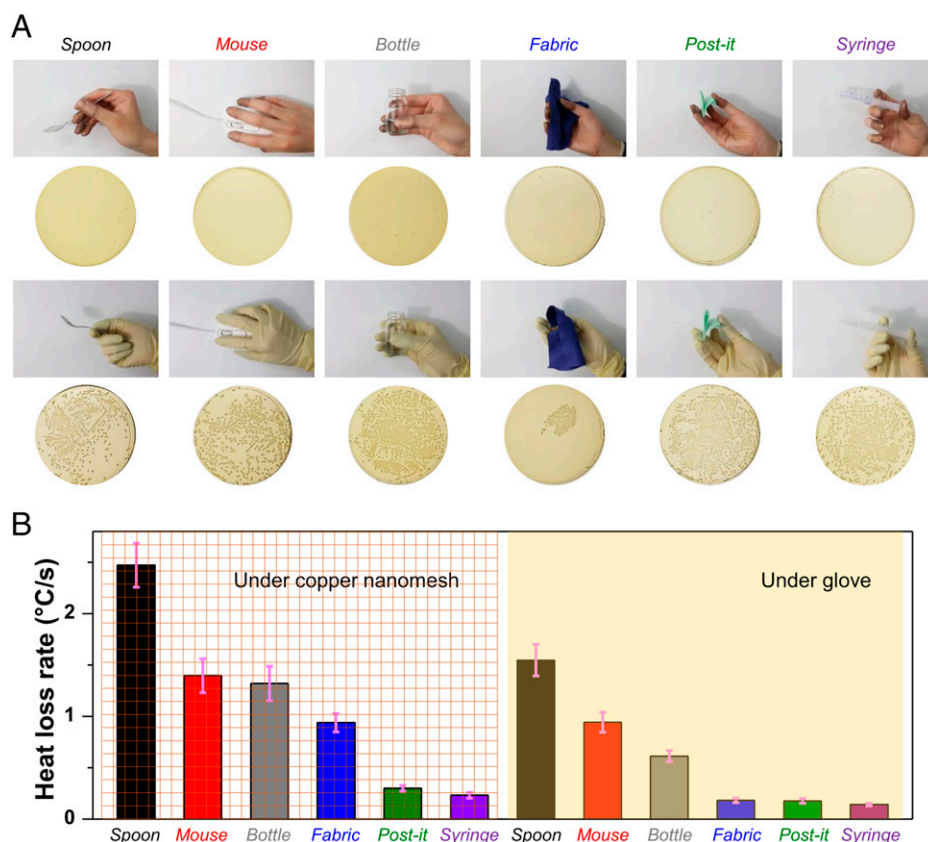 A
Spoon Mouse Bottle Fabric Post-it Syringe
B
Heat loss rate (°C/s)
2
1
0
Under copper nanomesh
Under glove
Spoon Mouse Bottle Fabric Post-it Syringe Spoon Mouse Bottle Fabric Post-it Syringe